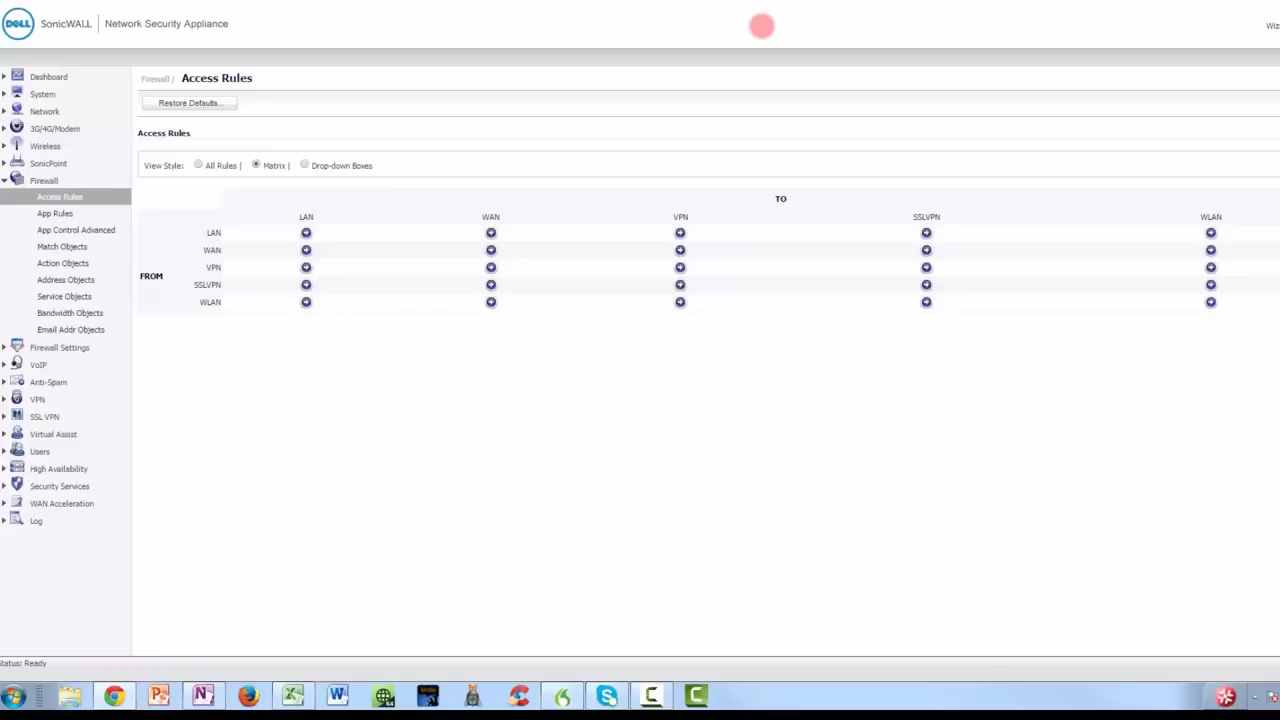 DELL SonicWALL | Network Security Appliance
Wiz
Dashboard
System
Network
3G/4G/Modem
Wireless
SonicPoint
Firewall
Access Rules
App Rules
App Control Advanced
Match Objects
Action Objects
Address Objects
Service Objects
Bandwidth Objects
Email Addr Objects
Firewall Settings
VoIP
Anti-Spam
VPN
SSL VPN
Virtual Assist
Users
High Availability
Security Services
WAN Acceleration
Log
Firewall / Access Rules
Restore Defaults...
Access Rules
View Style: All Rules | Matrix | Drop-down Boxes
TO
LAN WAN VPN SSLVPN WLAN
LAN
WAN
VPN
FROM
SSLVPN
WLAN
Status: Ready